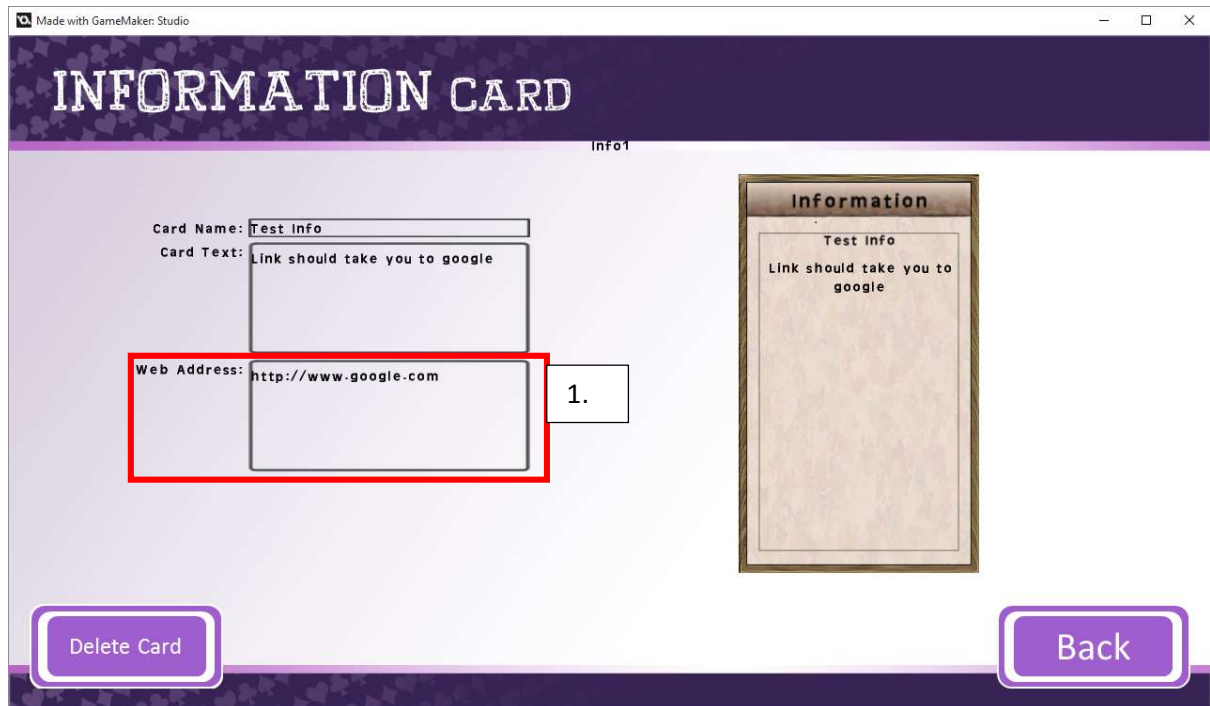 Made with GameMaker: Studio
INFORMATION CARD
Info1
Card Name: Test Info
Card Text: Link should take you to google
Web Address: http://www.google.com
1.
Information
Test Info
Link should take you to
google
Delete Card
Back